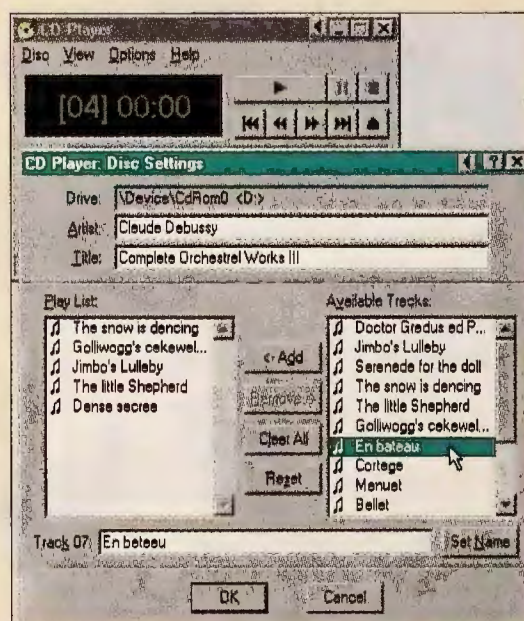 CD Player
Disc View Options Help
[04] 00:00
CD Player: Disc Settings
Drive: \Device\CdRom0 <D:>
Artist: Claude Debussy
Title: Complete Orchestral Works III
Play List:
The snow is dancing
Golliwogg's cakewal...
Jimbo's Lullaby
The little Shepherd
Danse sacree
<- Add
Remove ->
Clear All
Reset
Available Tracks:
Doctor Gradus ad P...
Jimbo's Lullaby
Serenade for the doll
The snow is dancing
The little Shepherd
Golliwogg's cakewal...
En bateau
Cortege
Menuet
Ballet
Track 07: En bateau
Set Name
OK
Cancel